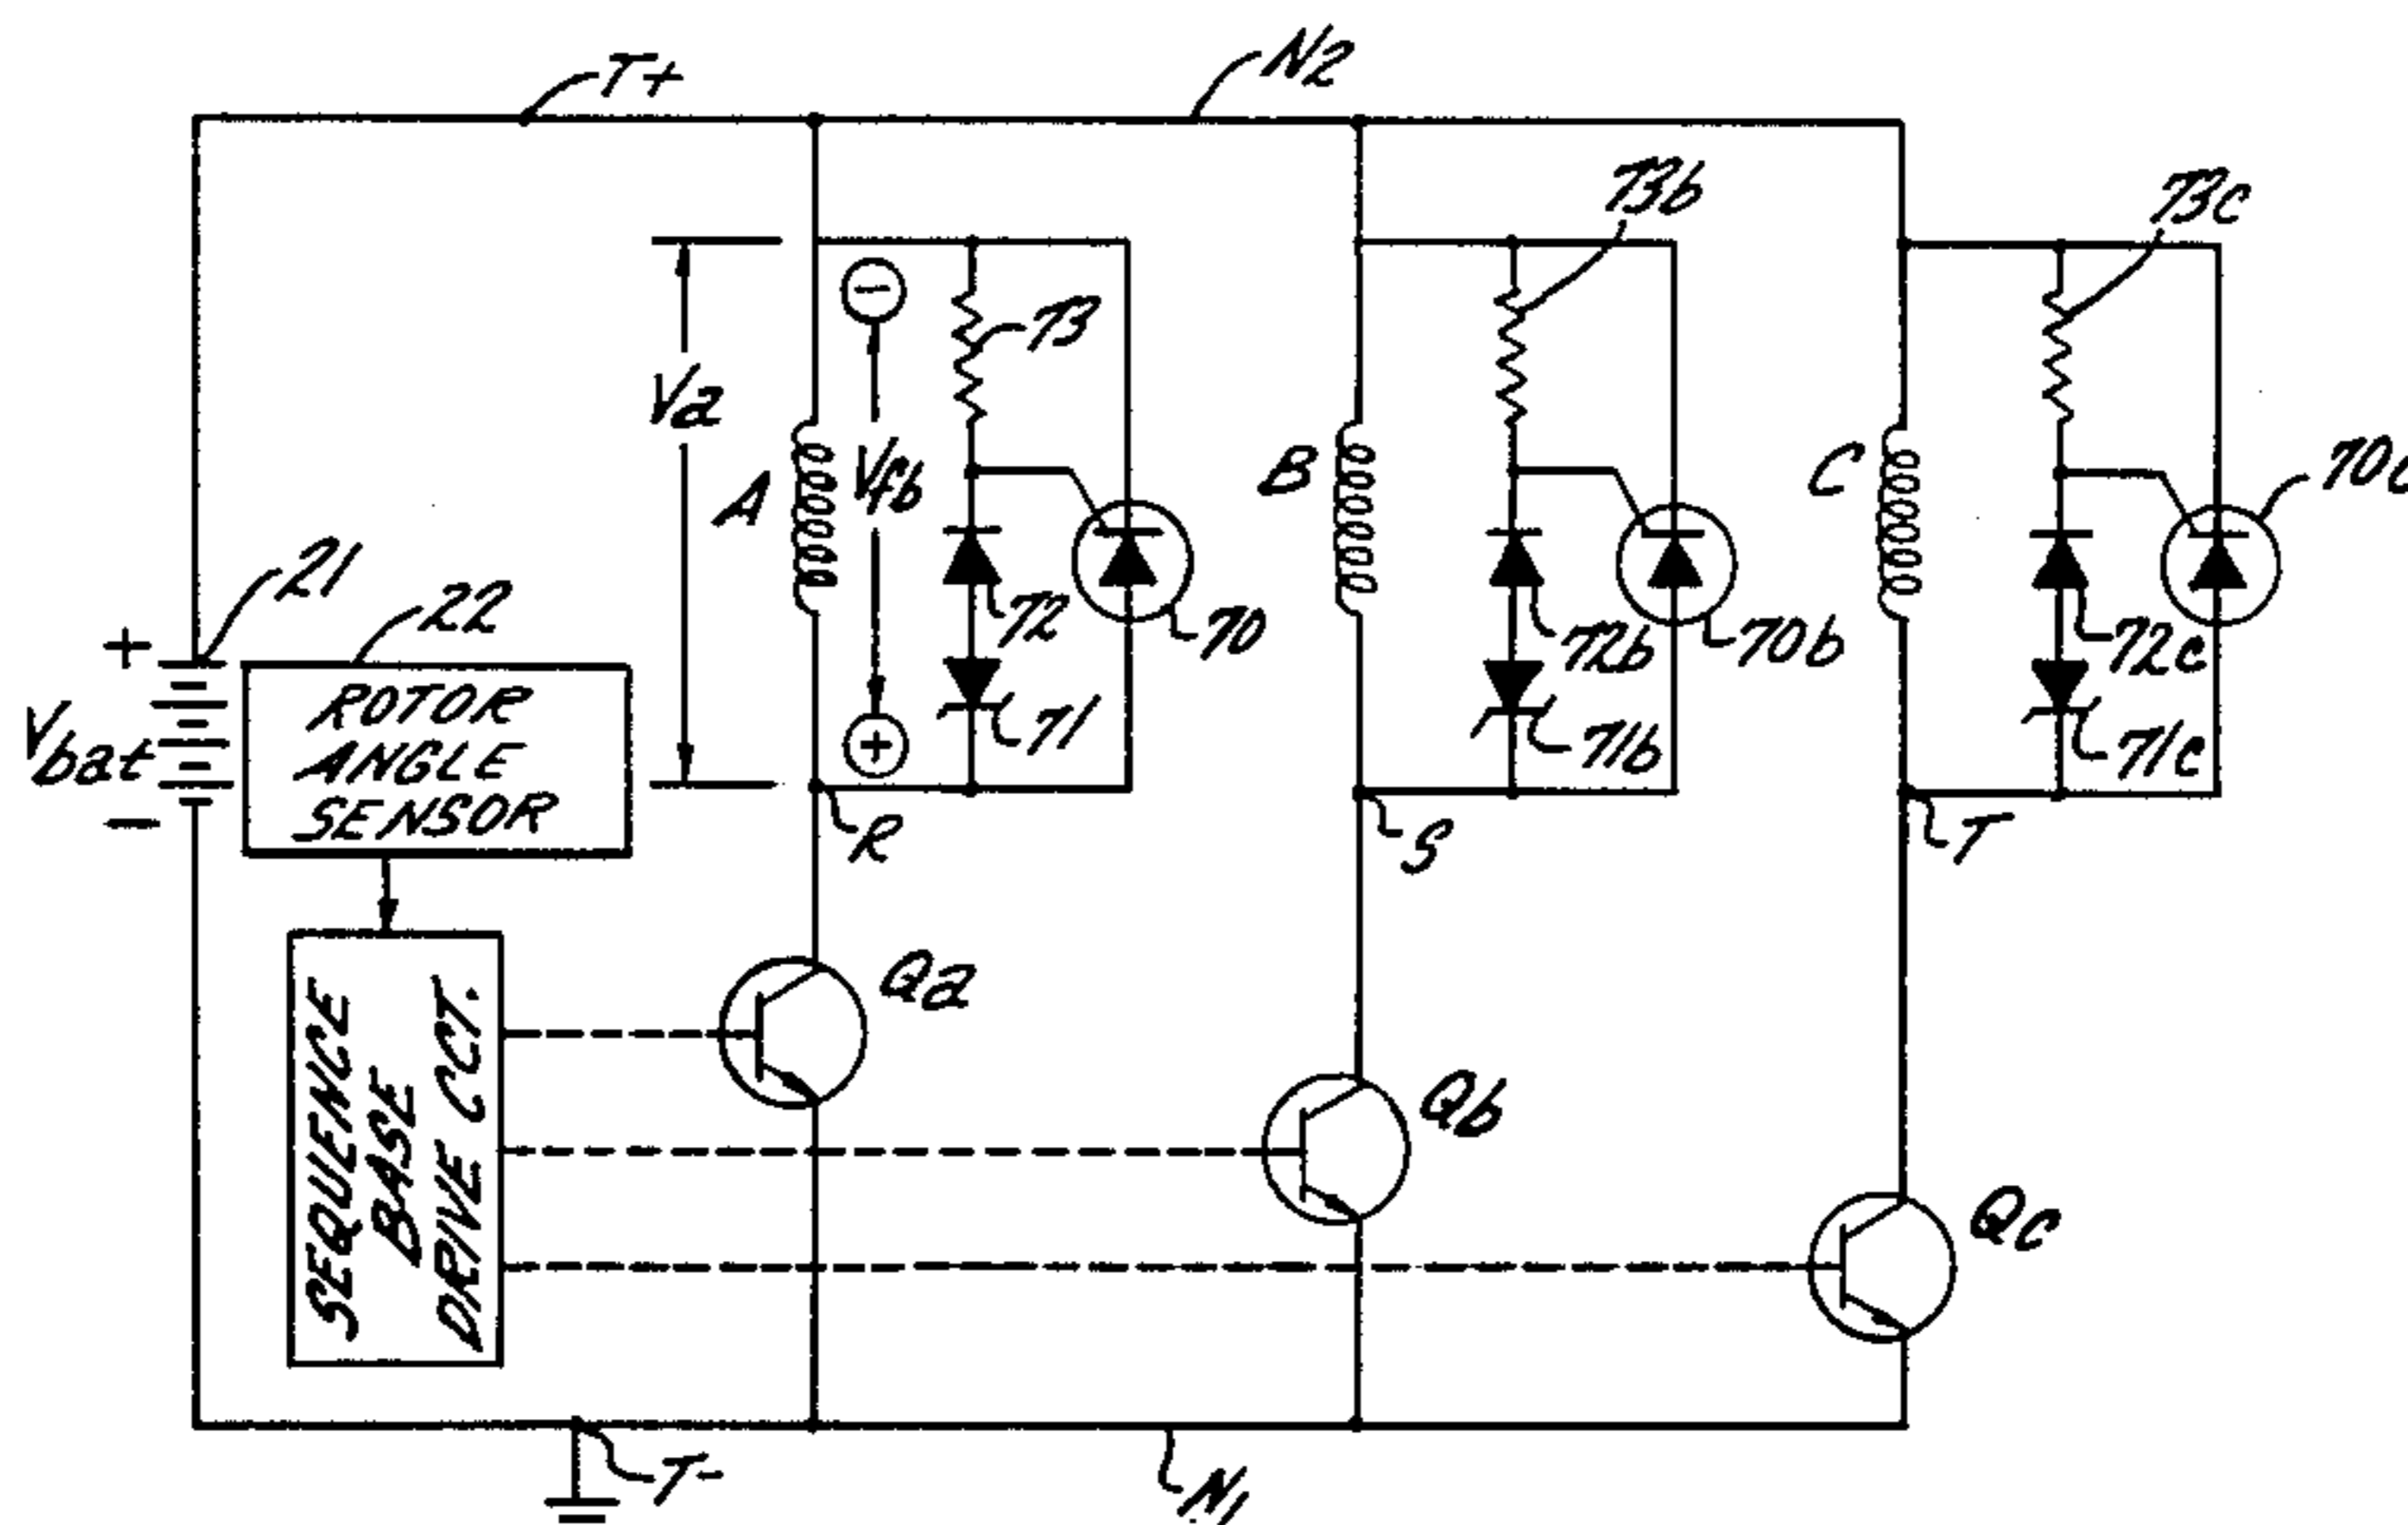 T+
N2
73b
73c
73
Va
Vfb
A
B
C
21
22
+
Vbat
−
ROTOR
ANGLE
SENSOR
72
70
71
72b
70b
71b
72c
71c
−
+
R
S
T
SEQUENCE
BASE
DRIVE CCT.
Qa
Qb
Qc
T-
N1